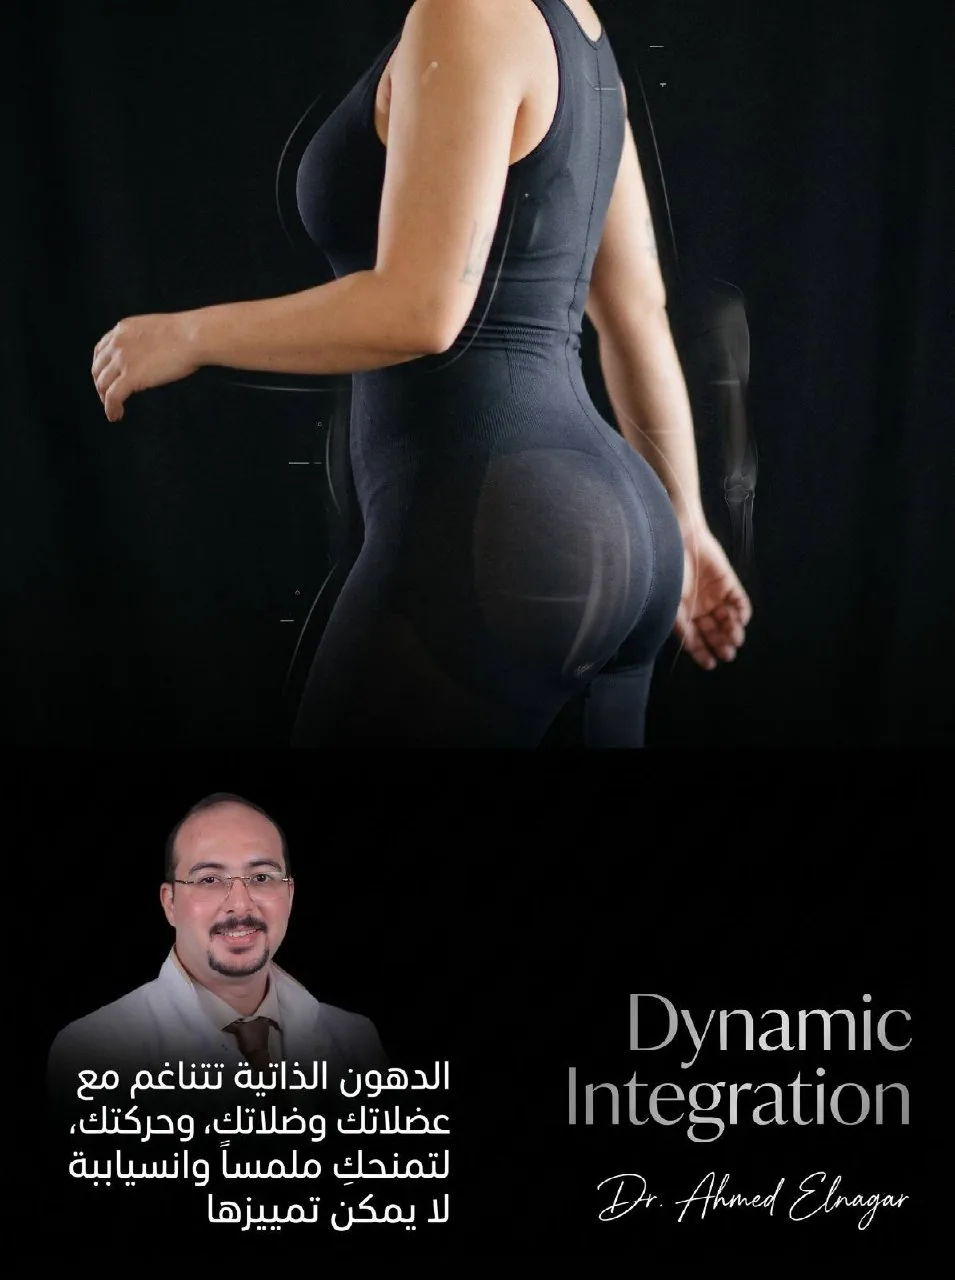 Dynamic
Integration
Dr. Ahmed Elnagar
الدهون الذاتية تتناغم مع
عضلاتك وضلاتك، وحركتك،
لتمنحكِ ملمساً وانسيابية
لا يمكن تمييزها